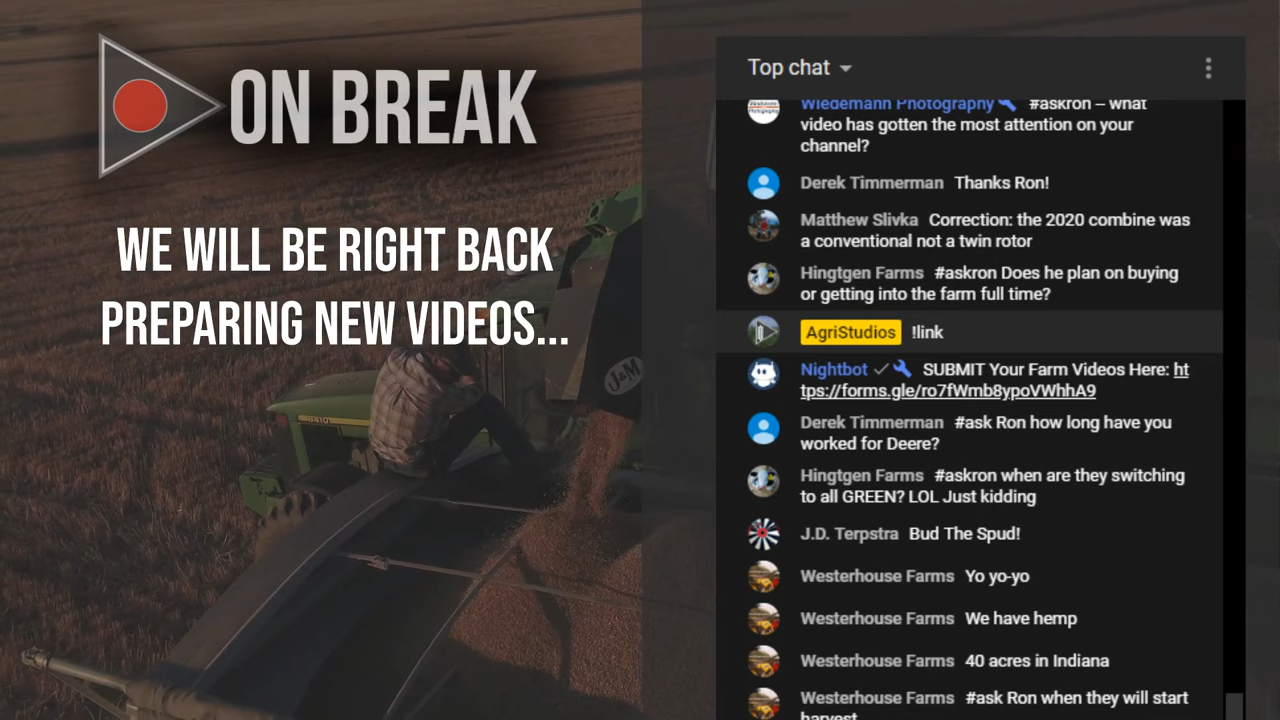 ON BREAK
WE WILL BE RIGHT BACK
PREPARING NEW VIDEOS...
J&M
Top chat
Wiedemann Photography #askron – what
video has gotten the most attention on your
channel?
Derek Timmerman Thanks Ron!
Matthew Slivka Correction: the 2020 combine was
a conventional not a twin rotor
Hingtgen Farms #askron Does he plan on buying
or getting into the farm full time?
AgriStudios !link
Nightbot SUBMIT Your Farm Videos Here: ht
tps://forms.gle/ro7fWmb8ypoVWhhA9
Derek Timmerman #ask Ron how long have you
worked for Deere?
Hingtgen Farms #askron when are they switching
to all GREEN? LOL Just kidding
J.D. Terpstra Bud The Spud!
Westerhouse Farms Yo yo-yo
Westerhouse Farms We have hemp
Westerhouse Farms 40 acres in Indiana
Westerhouse Farms #ask Ron when they will start
harvest